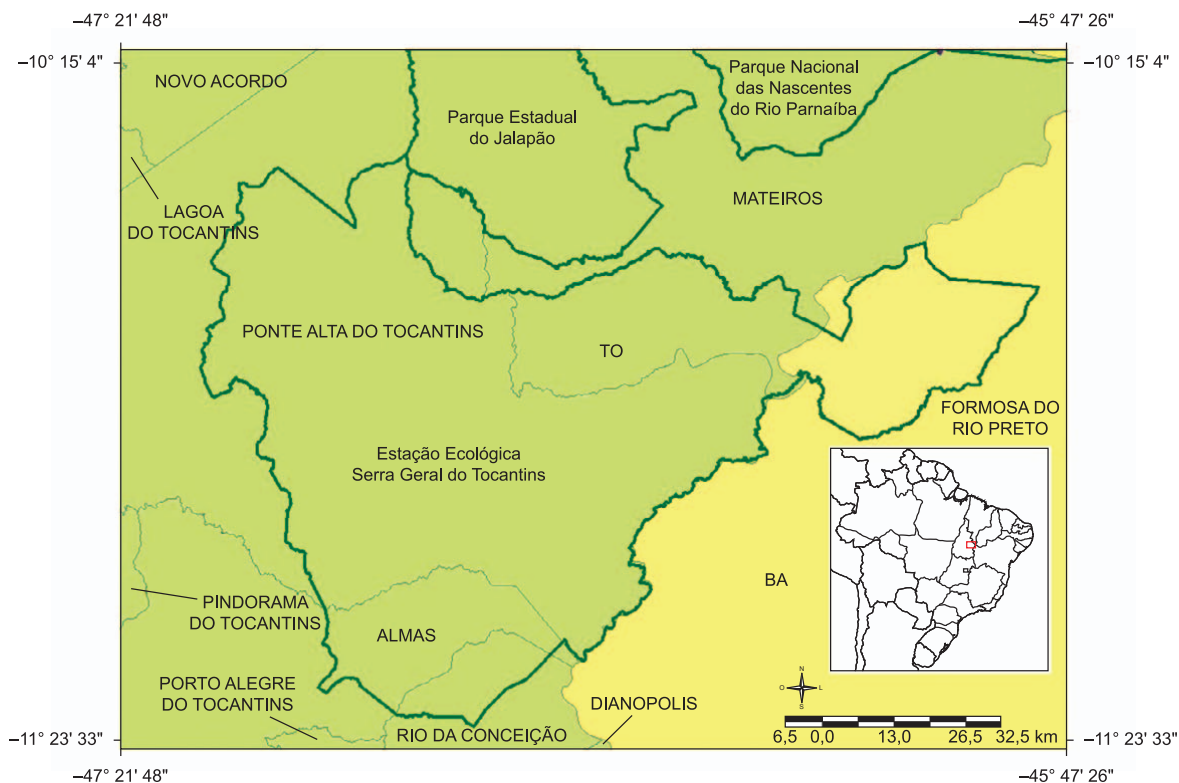 –47° 21' 48"
–45° 47' 26"
–10° 15' 4"
–10° 15' 4"
NOVO ACORDO
Parque Estadual
do Jalapão
Parque Nacional
das Nascentes
do Rio Parnaíba
LAGOA
DO TOCANTINS
MATEIROS
PONTE ALTA DO TOCANTINS
TO
FORMOSA DO
RIO PRETO
Estação Ecológica
Serra Geral do Tocantins
BA
PINDORAMA
DO TOCANTINS
ALMAS
PORTO ALEGRE
DO TOCANTINS
RIO DA CONCEIÇÃO
DIANOPOLIS
N
O
L
S
6,5 0,0 13,0 26,5 32,5 km
–11° 23' 33"
–11° 23' 33"
–47° 21' 48"
–45° 47' 26"